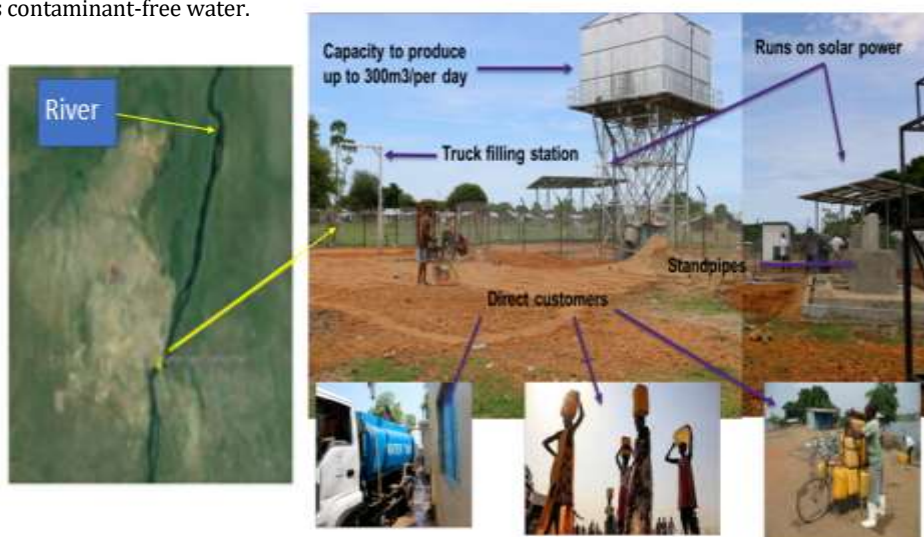 s contaminant-free water.
River
Capacity to produce
up to 300m3/per day
Runs on solar power
Truck filling station
Standpipes
Direct customers